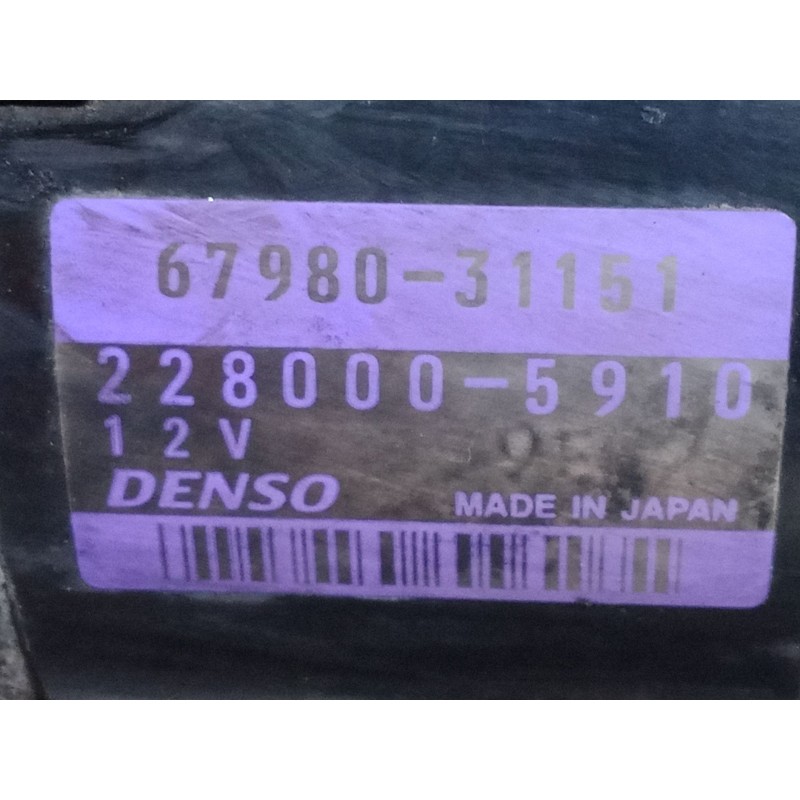 67980-31151
228000-5910
12V
DENSO MADE IN JAPAN